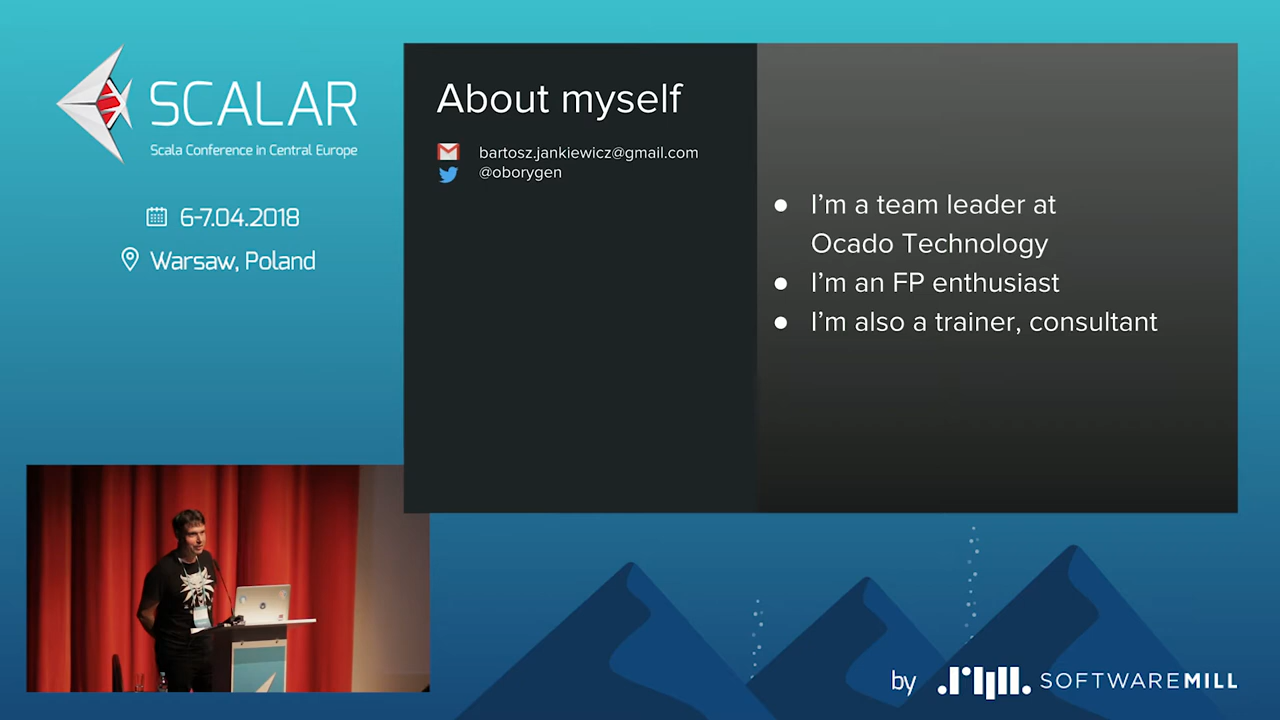 SCALAR
Scala Conference in Central Europe
6-7.04.2018
Warsaw, Poland
About myself
bartosz.jankiewicz@gmail.com
@oborygen
● I’m a team leader at
Ocado Technology
● I’m an FP enthusiast
● I’m also a trainer, consultant
by SOFTWAREMILL